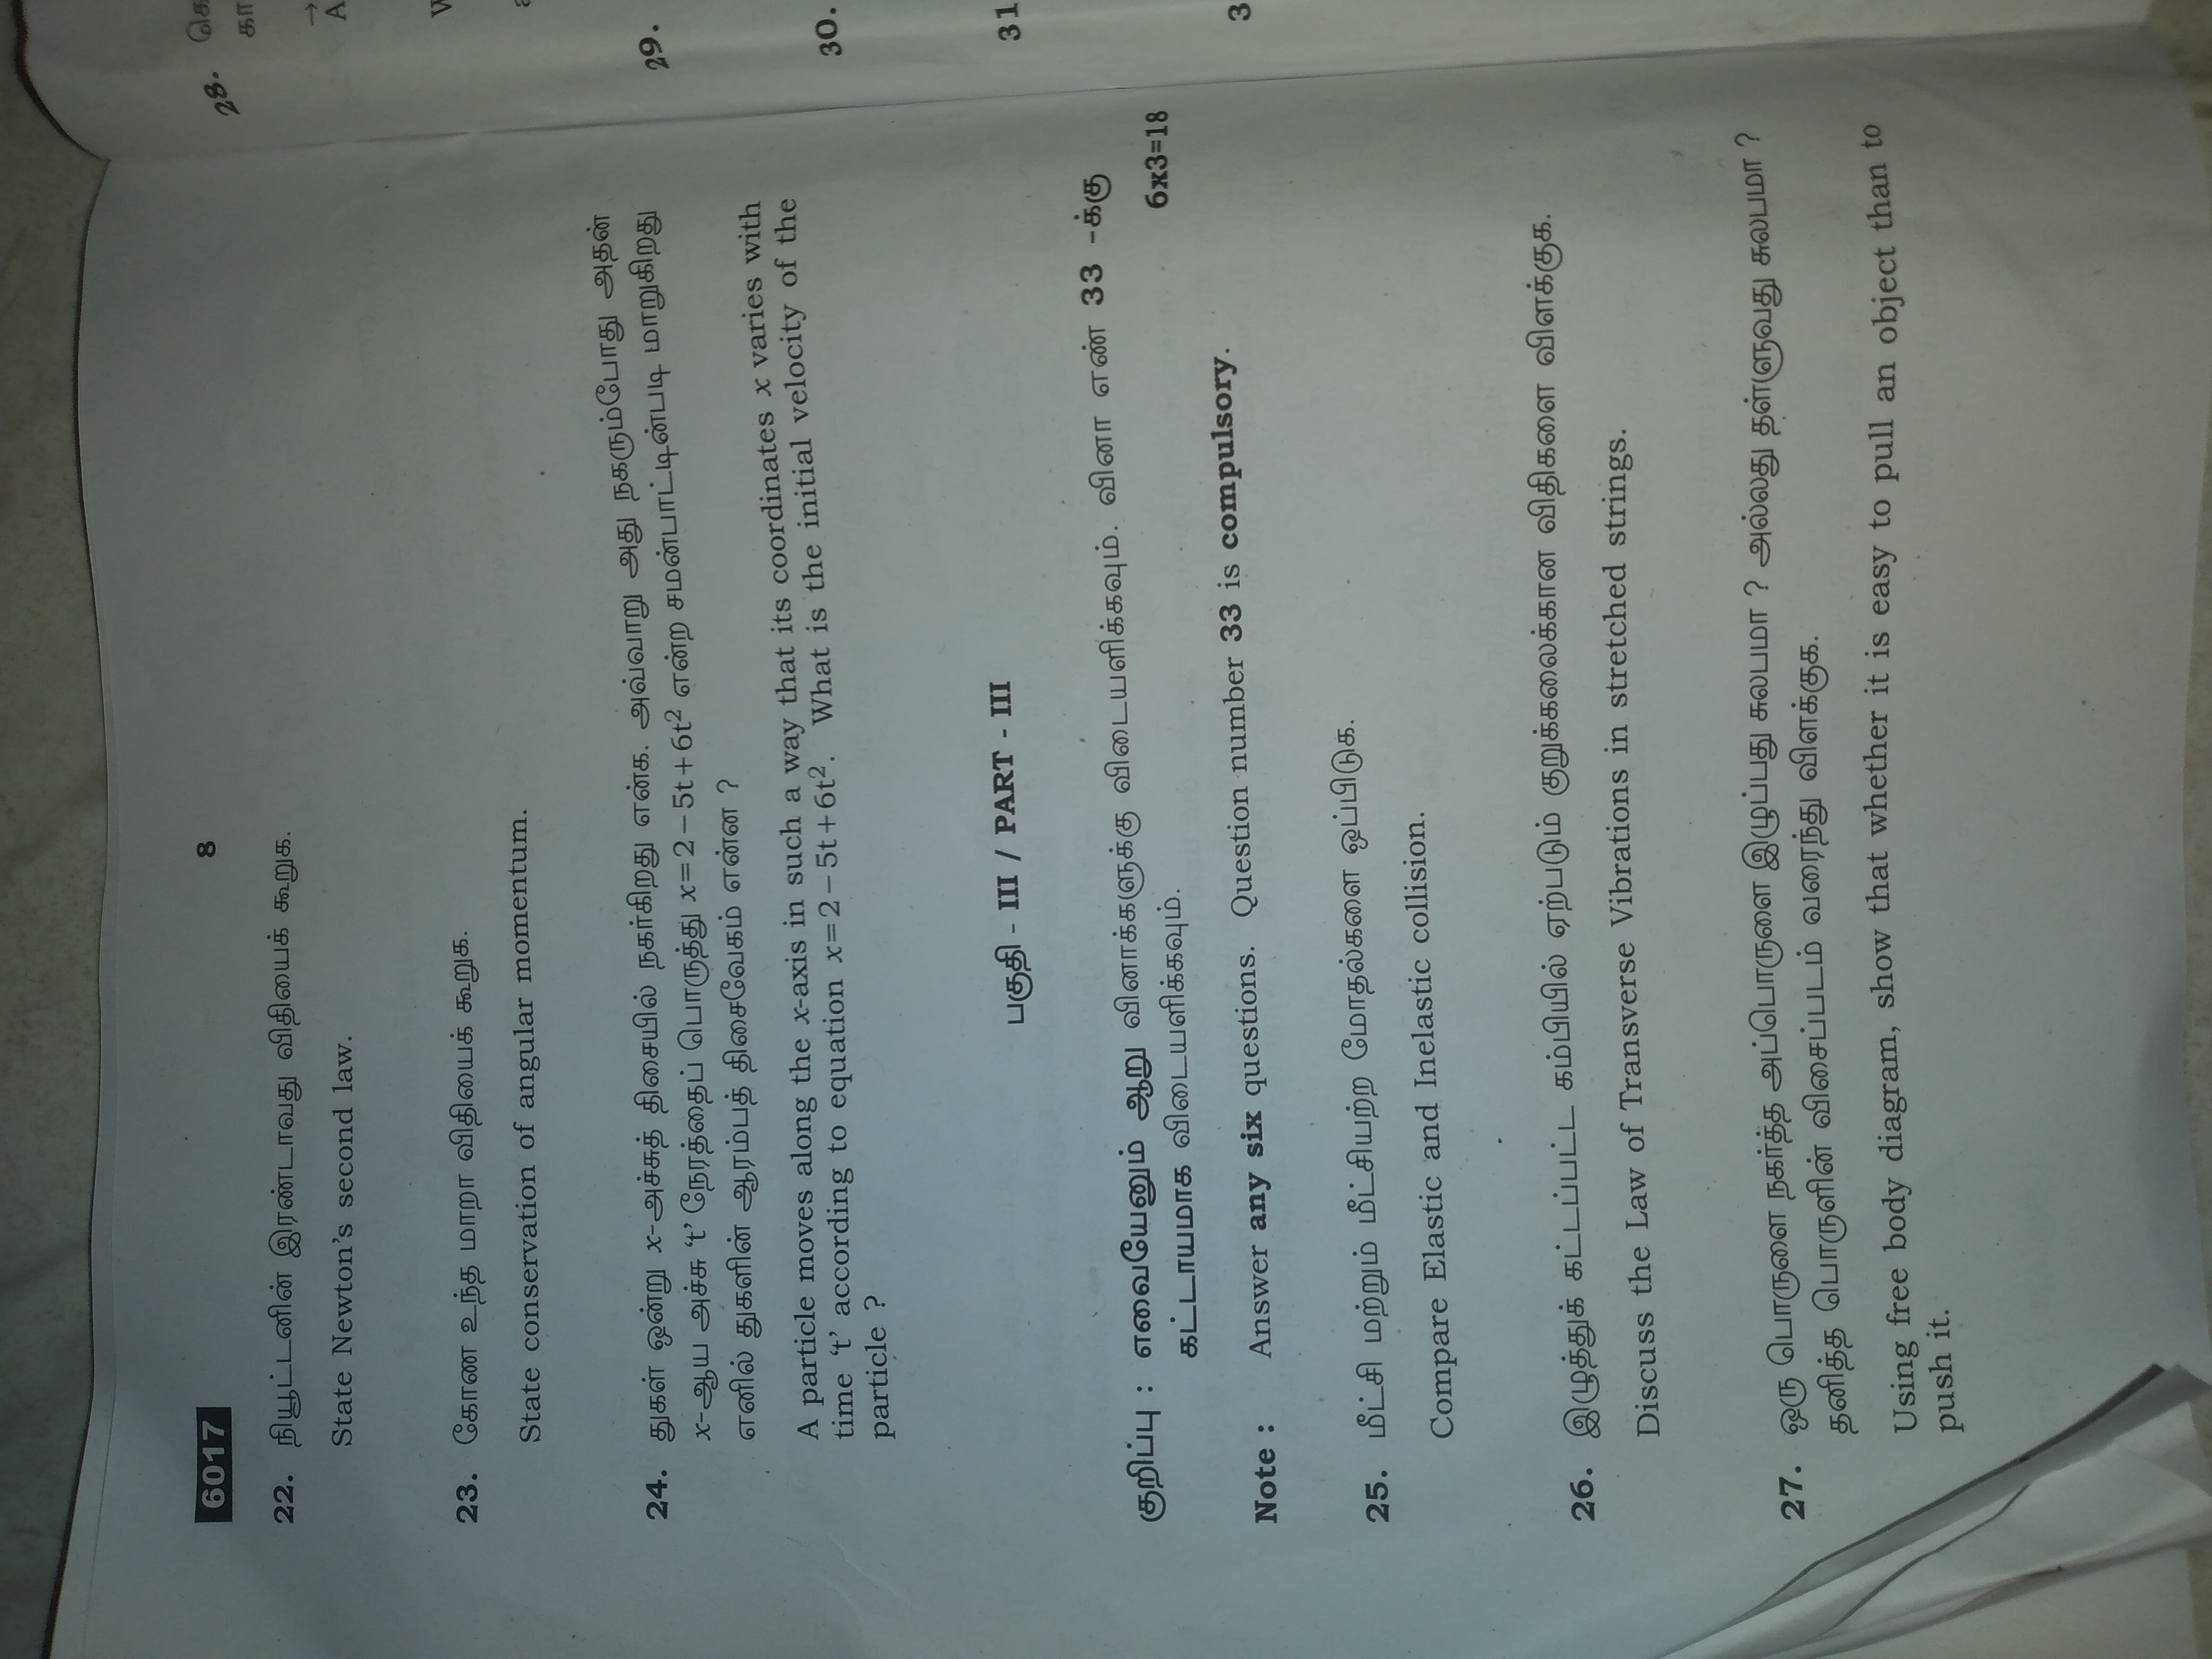 6017
8
22. நியூட்டனின் இரண்டாவது விதியைக் கூறுக.
State Newton's second law.
23. கோண உந்த மாறா விதியைக் கூறுக.
State conservation of angular momentum.
24. துகள் ஒன்று x-அச்சுத் திசையில் நகர்கிறது என்க. அவ்வாறு அது நகரும்போது அதன்
x-ஆய அச்சு ‘t’ நேரத்தைப் பொருத்து x=2−5t+6t² என்ற சமன்பாட்டின்படி மாறுகிறது
எனில் துகளின் ஆரம்பத் திசைவேகம் என்ன ?
A particle moves along the x-axis in such a way that its coordinates x varies with
time ‘t’ according to equation x=2−5t+6t². What is the initial velocity of the
particle ?
பகுதி - III / PART - III
குறிப்பு : எவையேனும் ஆறு வினாக்களுக்கு விடையளிக்கவும். வினா எண் 33 -க்கு
கட்டாயமாக விடையளிக்கவும்.
6x3=18
Note : Answer any six questions. Question number 33 is compulsory.
25. மீட்சி மற்றும் மீட்சியற்ற மோதல்களை ஒப்பிடுக.
Compare Elastic and Inelastic collision.
26. இழுத்துக் கட்டப்பட்ட கம்பியில் ஏற்படும் குறுக்கலைக்கான விதிகளை விளக்குக.
Discuss the Law of Transverse Vibrations in stretched strings.
27. ஒரு பொருளை நகர்த்த அப்பொருளை இழுப்பது சுலபமா ? அல்லது தள்ளுவது சுலபமா ?
தனித்த பொருளின் விசைப்படம் வரைந்து விளக்குக.
Using free body diagram, show that whether it is easy to pull an object than to
push it.
28.
A
29.
30.
31
3